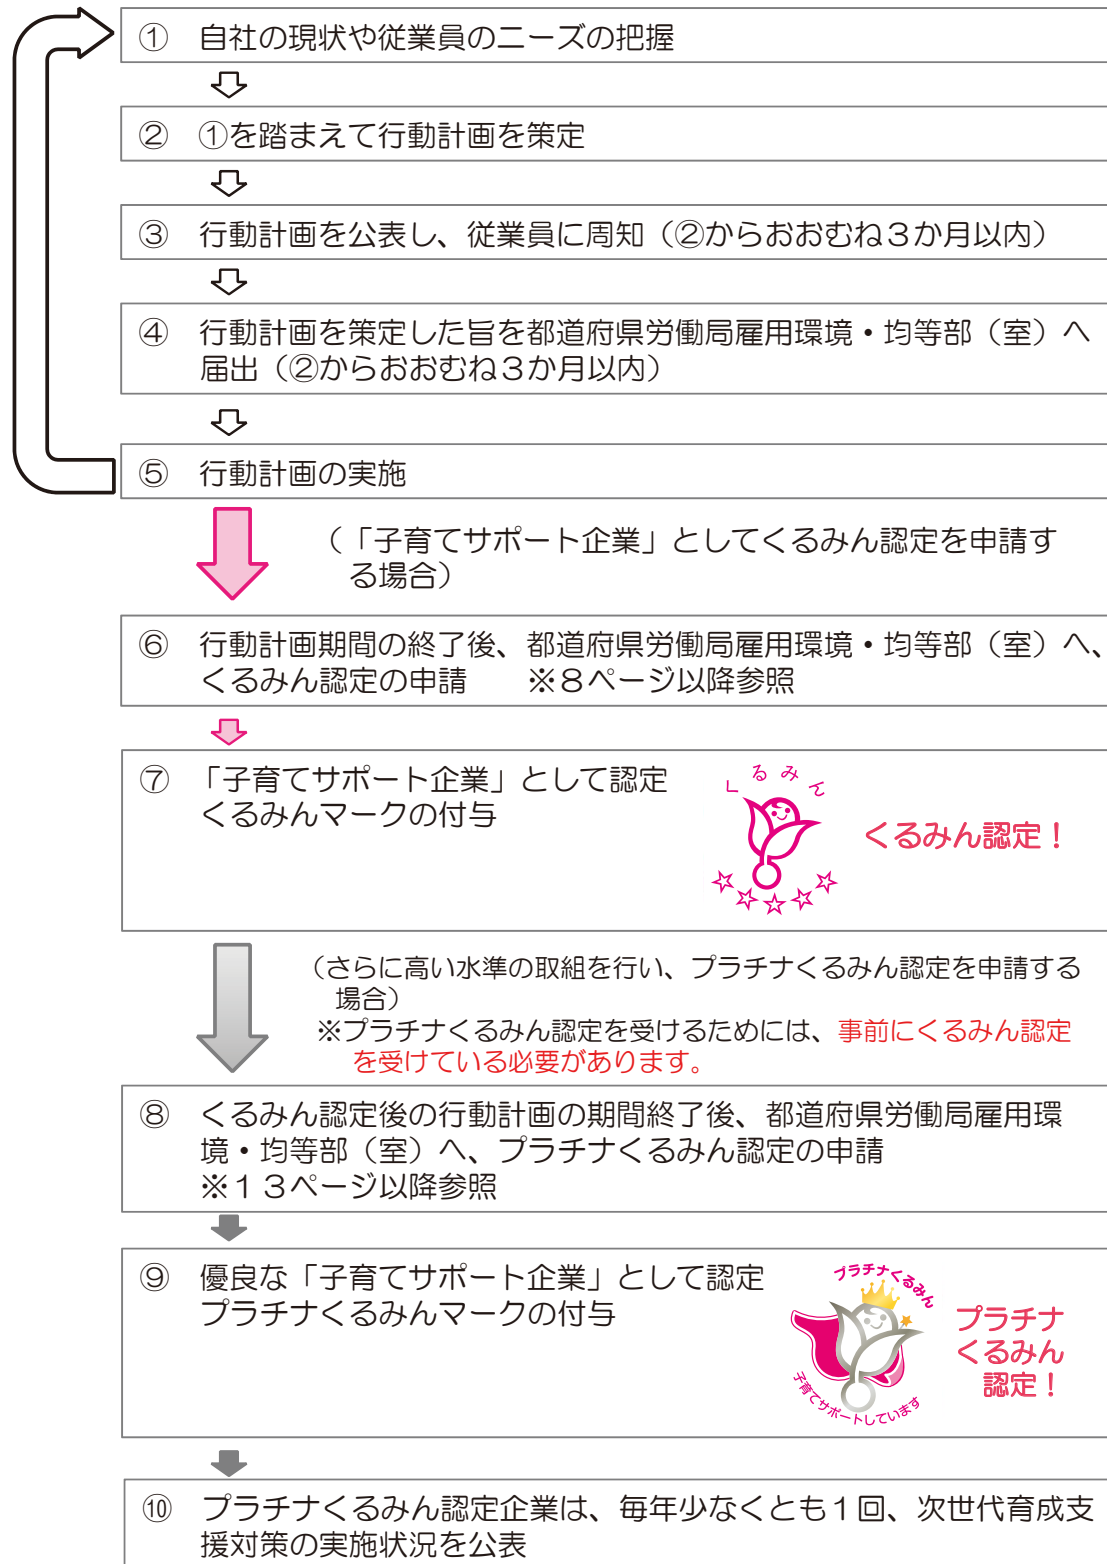 ① 自社の現状や従業員のニーズの把握
② ①を踏まえて行動計画を策定
③ 行動計画を公表し、従業員に周知（②からおおむね３か月以内）
④ 行動計画を策定した旨を都道府県労働局雇用環境・均等部（室）へ
届出（②からおおむね３か月以内）
⑤ 行動計画の実施
（「子育てサポート企業」としてくるみん認定を申請す
る場合）
⑥ 行動計画期間の終了後、都道府県労働局雇用環境・均等部（室）へ、
くるみん認定の申請　　※８ページ以降参照
⑦ 「子育てサポート企業」として認定
くるみんマークの付与
くるみん
くるみん認定！
（さらに高い水準の取組を行い、プラチナくるみん認定を申請する
場合）
※プラチナくるみん認定を受けるためには、事前にくるみん認定
を受けている必要があります。
⑧ くるみん認定後の行動計画の期間終了後、都道府県労働局雇用環
境・均等部（室）へ、プラチナくるみん認定の申請
※１３ページ以降参照
⑨ 優良な「子育てサポート企業」として認定
プラチナくるみんマークの付与
プラチナくるみん
子育てサポートしています
プラチナ
くるみん
認定！
⑩ プラチナくるみん認定企業は、毎年少なくとも１回、次世代育成支
援対策の実施状況を公表